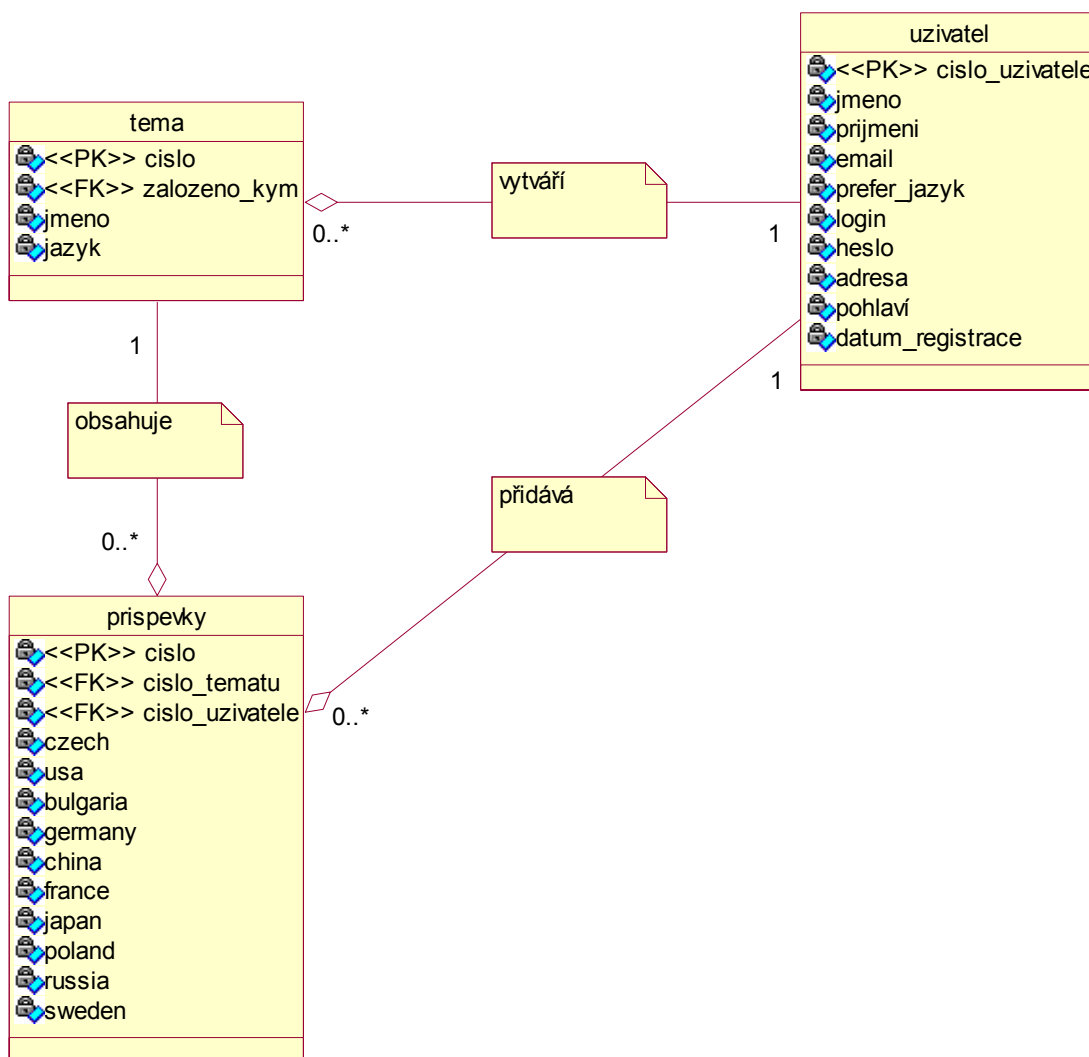 tema
<<PK>> cislo
<<FK>> zalozeno_kym
jmeno
jazyk
0..*
vytváří
1
uzivatel
<<PK>> cislo_uzivatele
jmeno
prijmeni
email
prefer_jazyk
login
heslo
adresa
pohlaví
datum_registrace
1
obsahuje
0..*
1
přidává
0..*
prispevky
<<PK>> cislo
<<FK>> cislo_tematu
<<FK>> cislo_uzivatele
czech
usa
bulgaria
germany
china
france
japan
poland
russia
sweden